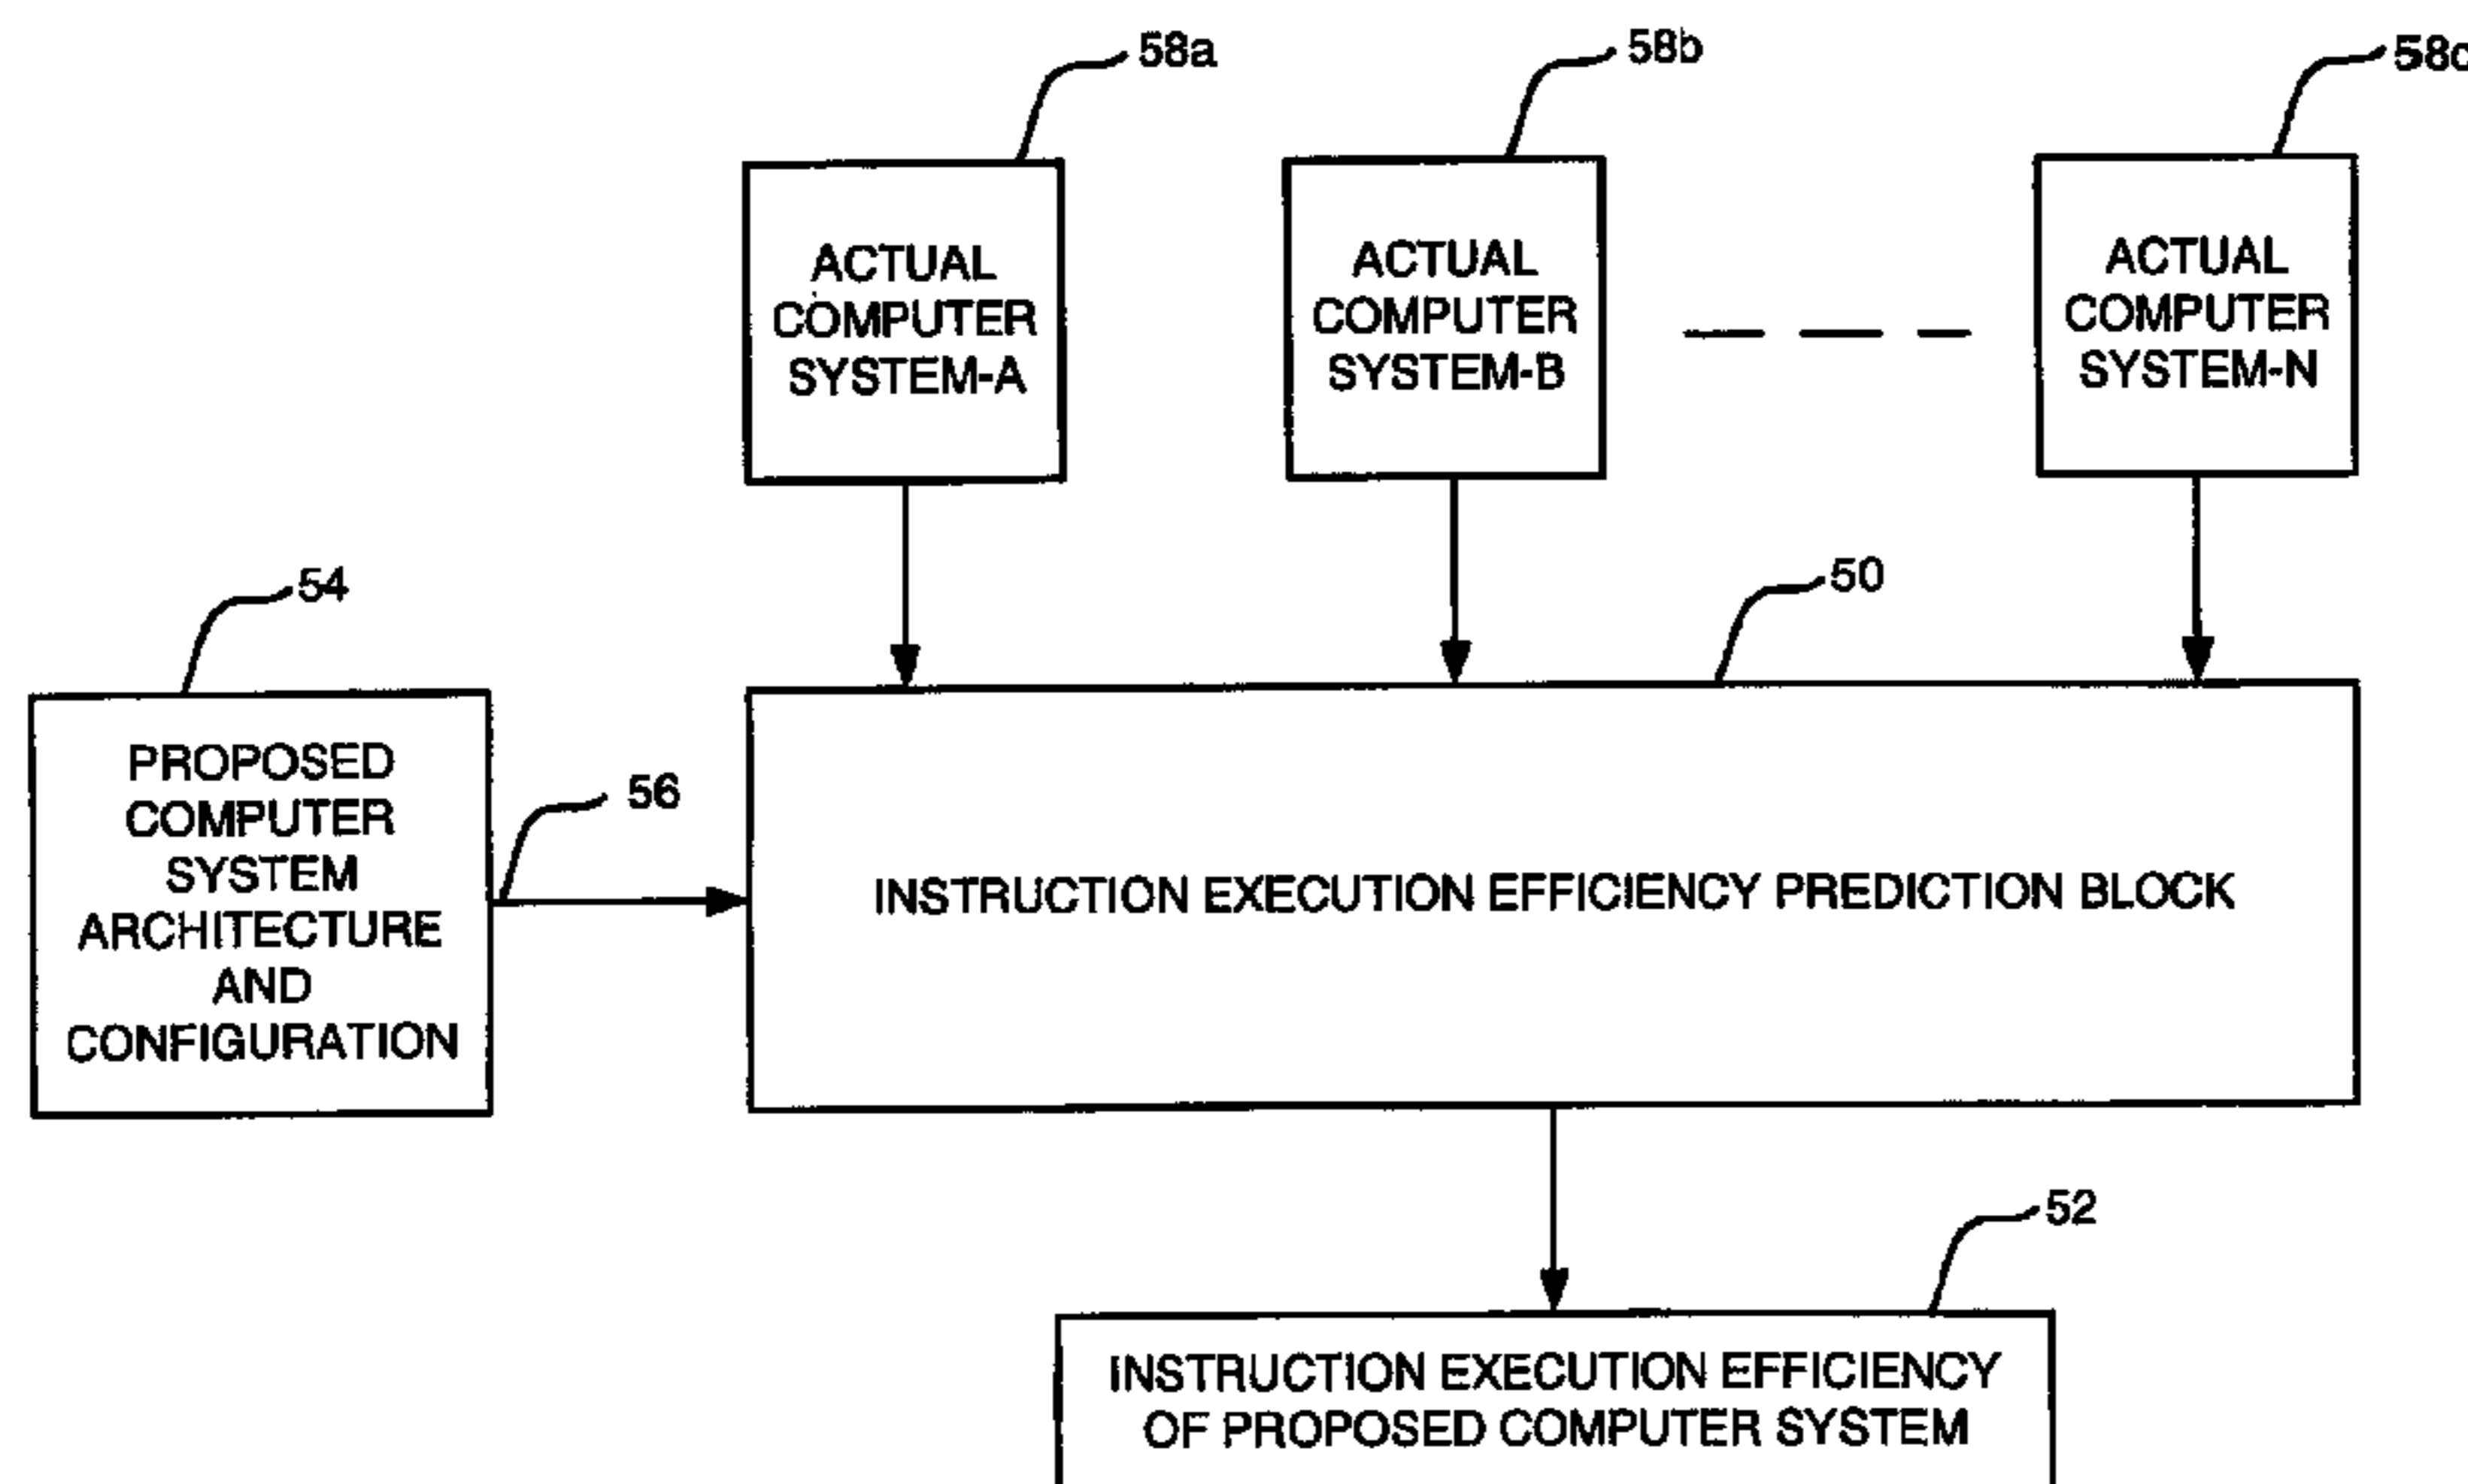 58a
58b
58c
ACTUAL
COMPUTER
SYSTEM-A
ACTUAL
COMPUTER
SYSTEM-B
ACTUAL
COMPUTER
SYSTEM-N
54
50
PROPOSED
COMPUTER
SYSTEM
ARCHITECTURE
AND
CONFIGURATION
56
INSTRUCTION EXECUTION EFFICIENCY PREDICTION BLOCK
52
INSTRUCTION EXECUTION EFFICIENCY
OF PROPOSED COMPUTER SYSTEM